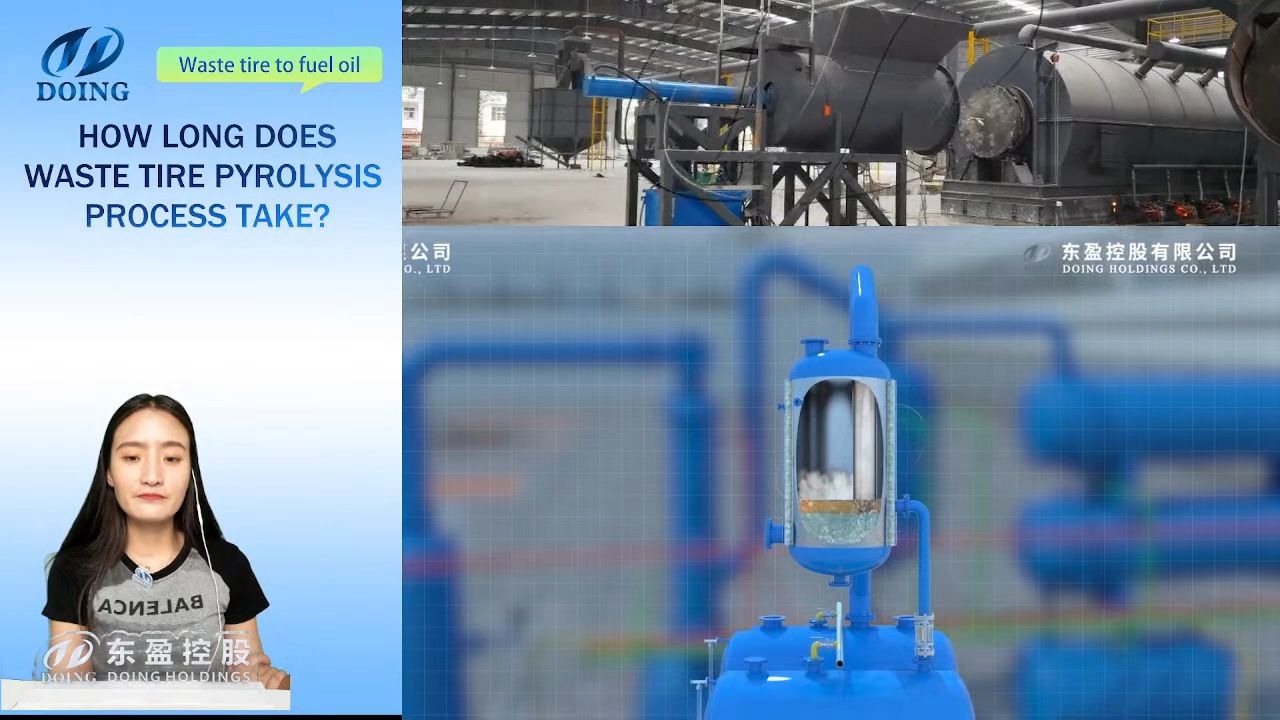 DOING
Waste tire to fuel oil
HOW LONG DOES
WASTE TIRE PYROLYSIS
PROCESS TAKE?
公司
CO., LTD
东盈控股有限公司
DOING HOLDINGS CO., LTD
BALENCA
东盈控股
DOING DOING HOLDINGS